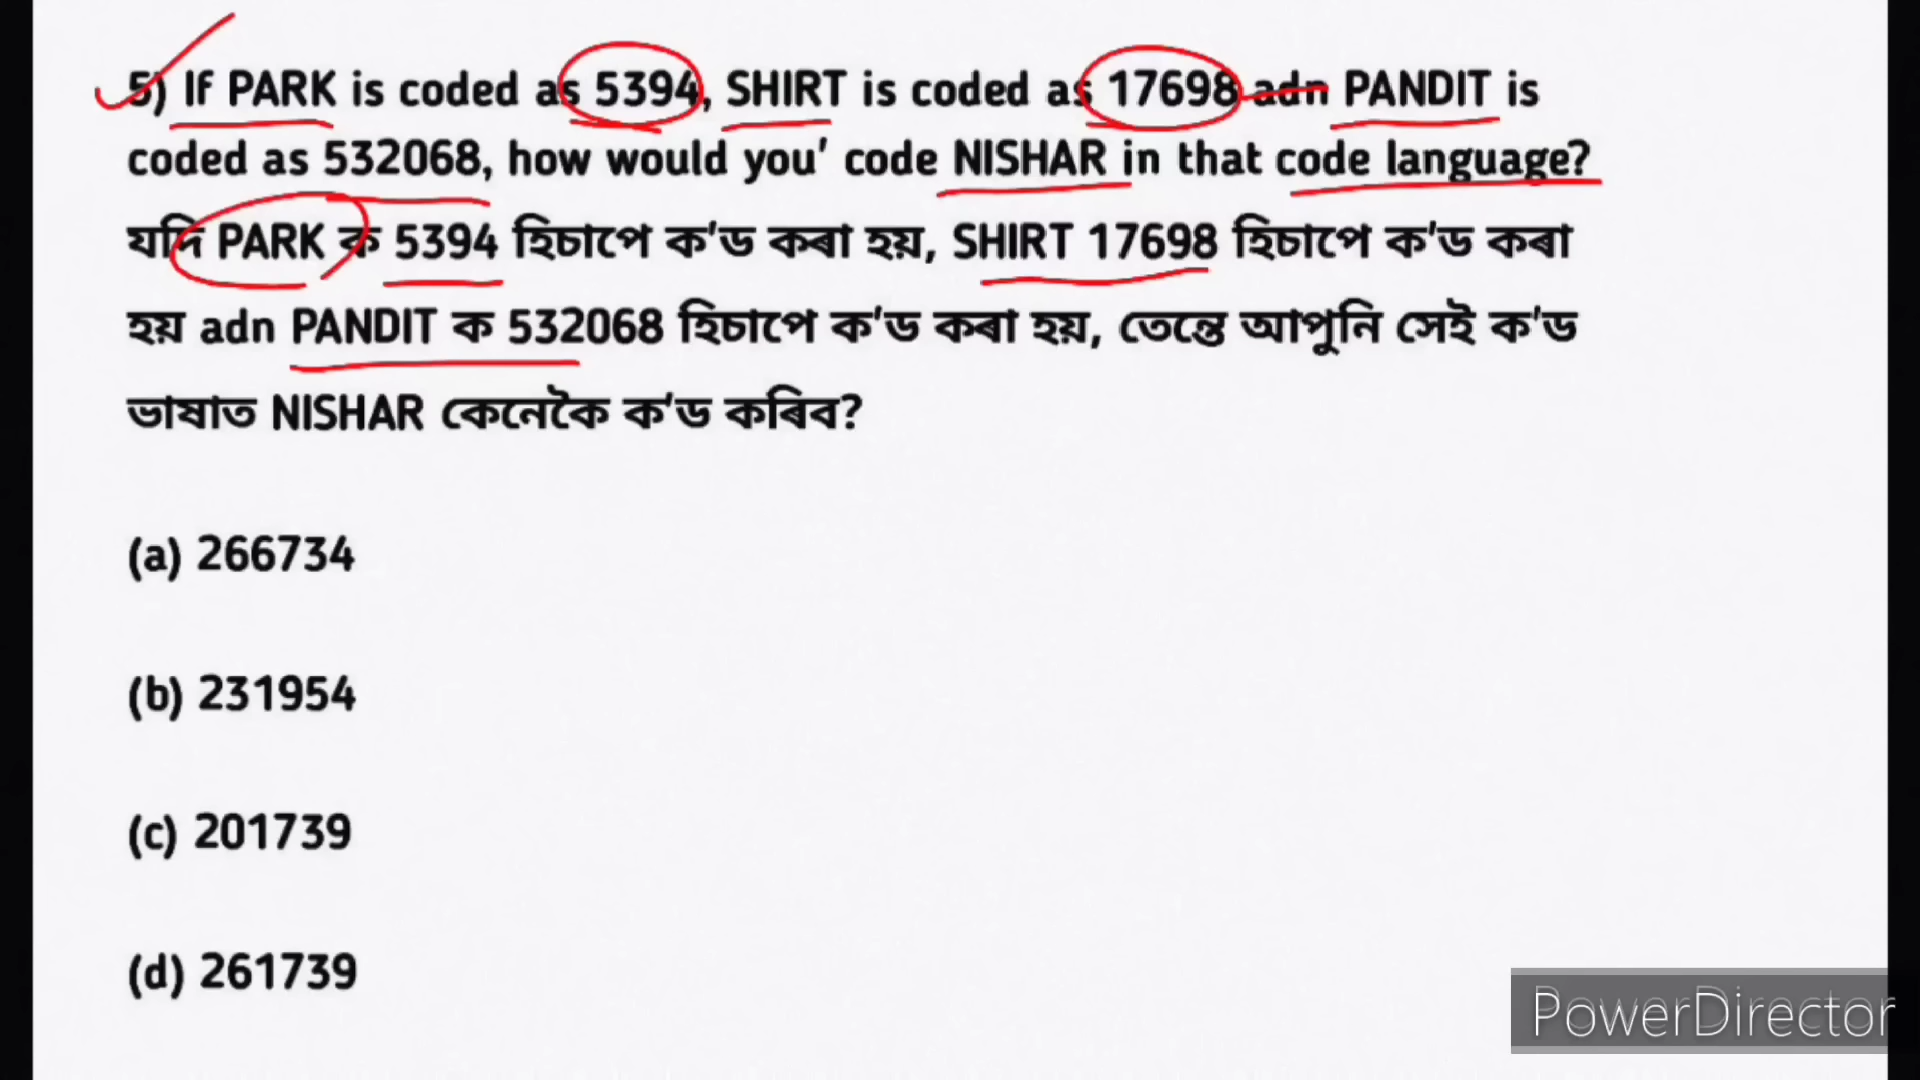 5) If PARK is coded as 5394, SHIRT is coded as 17698 adn PANDIT is
coded as 532068, how would you' code NISHAR in that code language?
যদি PARK ক 5394 হিচাপে ক'ড কৰা হয়, SHIRT 17698 হিচাপে ক'ড কৰা
হয় adn PANDIT ক 532068 হিচাপে ক'ড কৰা হয়, তেন্তে আপুনি সেই ক'ড
ভাষাত NISHAR কেনেকৈ ক'ড কৰিব?
(a) 266734
(b) 231954
(c) 201739
(d) 261739
PowerDirector